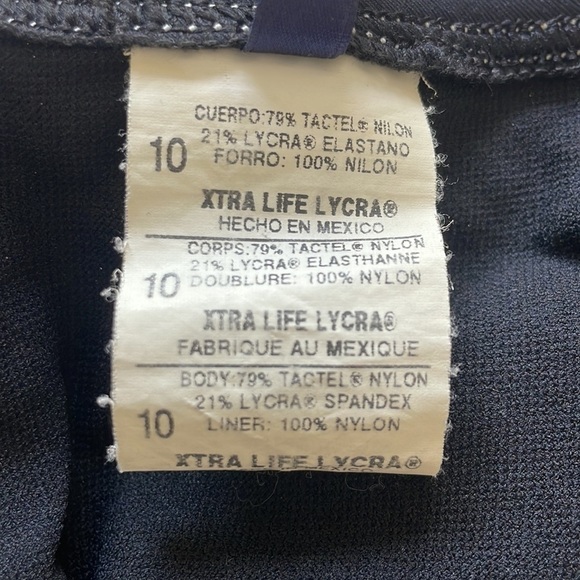 CUERPO:79% TACTEL® NILON
21% LYCRA® ELASTANO
10 FORRO: 100% NILON
XTRA LIFE LYCRA®
HECHO EN MEXICO
CORPS:79% TACTEL® NYLON
21% LYCRA® ELASTHANNE
10 DOUBLURE: 100% NYLON
XTRA LIFE LYCRA®
FABRIQUE AU MEXIQUE
BODY:79% TACTEL® NYLON
21% LYCRA® SPANDEX
10 LINER: 100% NYLON
XTRA LIFE LYCRA®